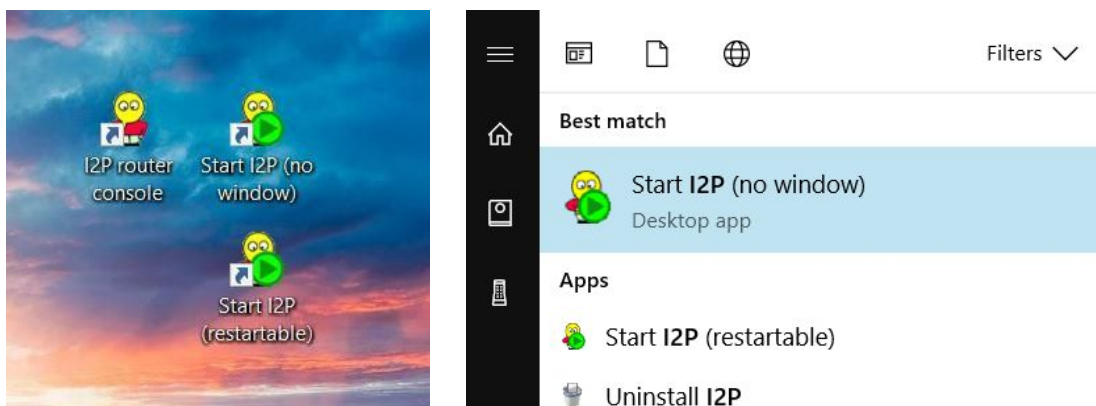 I2P router
console
Start I2P (no
window)
Start I2P
(restartable)
Filters
Best match
Start I2P (no window)
Desktop app
Apps
Start I2P (restartable)
Uninstall I2P